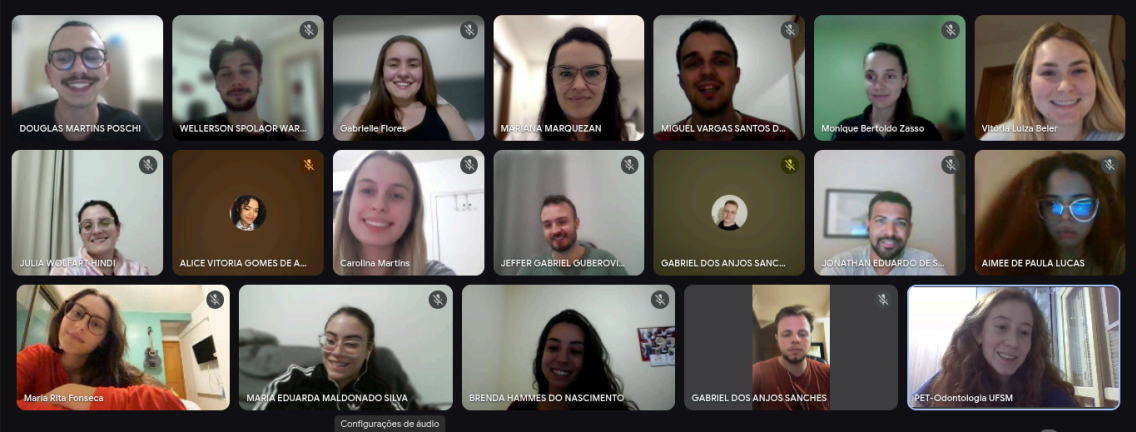 DOUGLAS MARTINS POSCHI
WELLERSON SPOLAOR WAR...
Gabrielle Flores
MARIANA MARQUEZAN
MIGUEL VARGAS SANTOS D...
Monique Bertoldo Zasso
Vitória Luiza Beier
JULIA WOLFART HINDI
ALICE VITORIA GOMES DE A...
Carolina Martins
JEFFER GABRIEL GUBEROVI...
GABRIEL DOS ANJOS SANC...
JONATHAN EDUARDO DE S...
AIMEE DE PAULA LUCAS
Maria Rita Fonseca
MARIA EDUARDA MALDONADO SILVA
BRENDA HAMMES DO NASCIMENTO
GABRIEL DOS ANJOS SANCHES
PET-Odontologia UFSM
Configurações de áudio